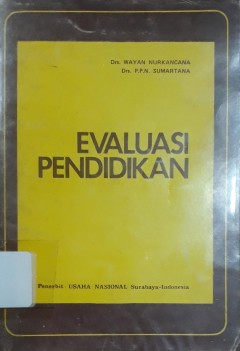 Drs. WAYAN NURKANCANA
Drs. P.P.N. SUMARTANA
EVALUASI
PENDIDIKAN
Penerbit : USAHA NASIONAL Surabaya-Indonesia